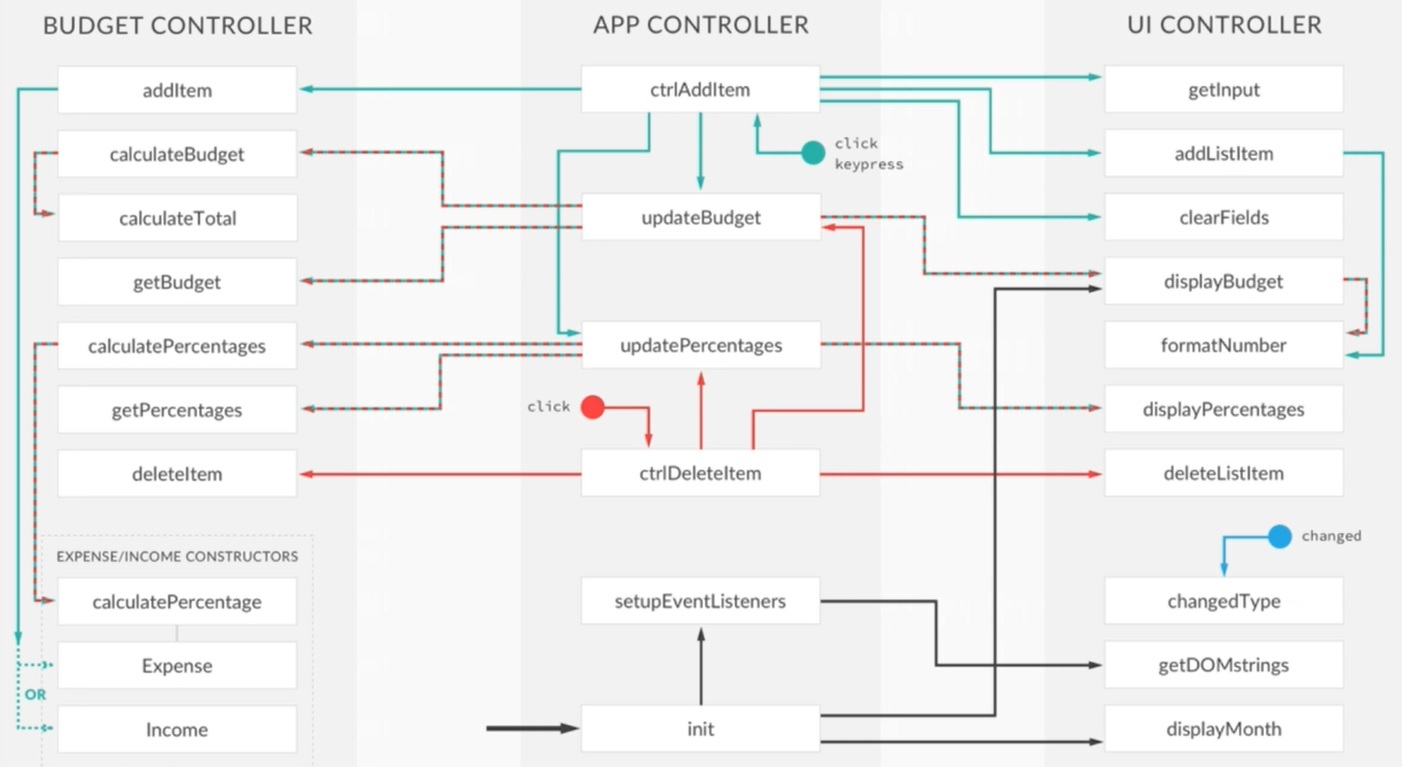 BUDGET CONTROLLER
addItem
calculateBudget
calculateTotal
getBudget
calculatePercentages
getPercentages
deleteItem
EXPENSE/INCOME CONSTRUCTORS
calculatePercentage
Expense
OR
Income
APP CONTROLLER
ctrlAddItem
click
keypress
updateBudget
updatePercentages
click
ctrlDeleteItem
setupEventListeners
init
UI CONTROLLER
getInput
addListItem
clearFields
displayBudget
formatNumber
displayPercentages
deleteListItem
changed
changedType
getDOMstrings
displayMonth